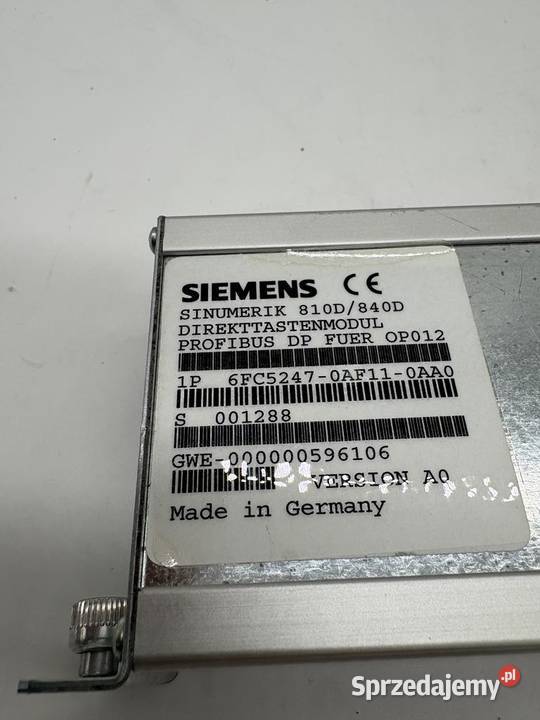 SIEMENS CE
SINUMERIK 810D/840D
DIREKTTASTENMODUL
PROFIBUS DP FUER OP012
1P 6FC5247-0AF11-0AA0
S 001288
GWE-000000596106
VERSION A0
Made in Germany
Sprzedajemy.pl